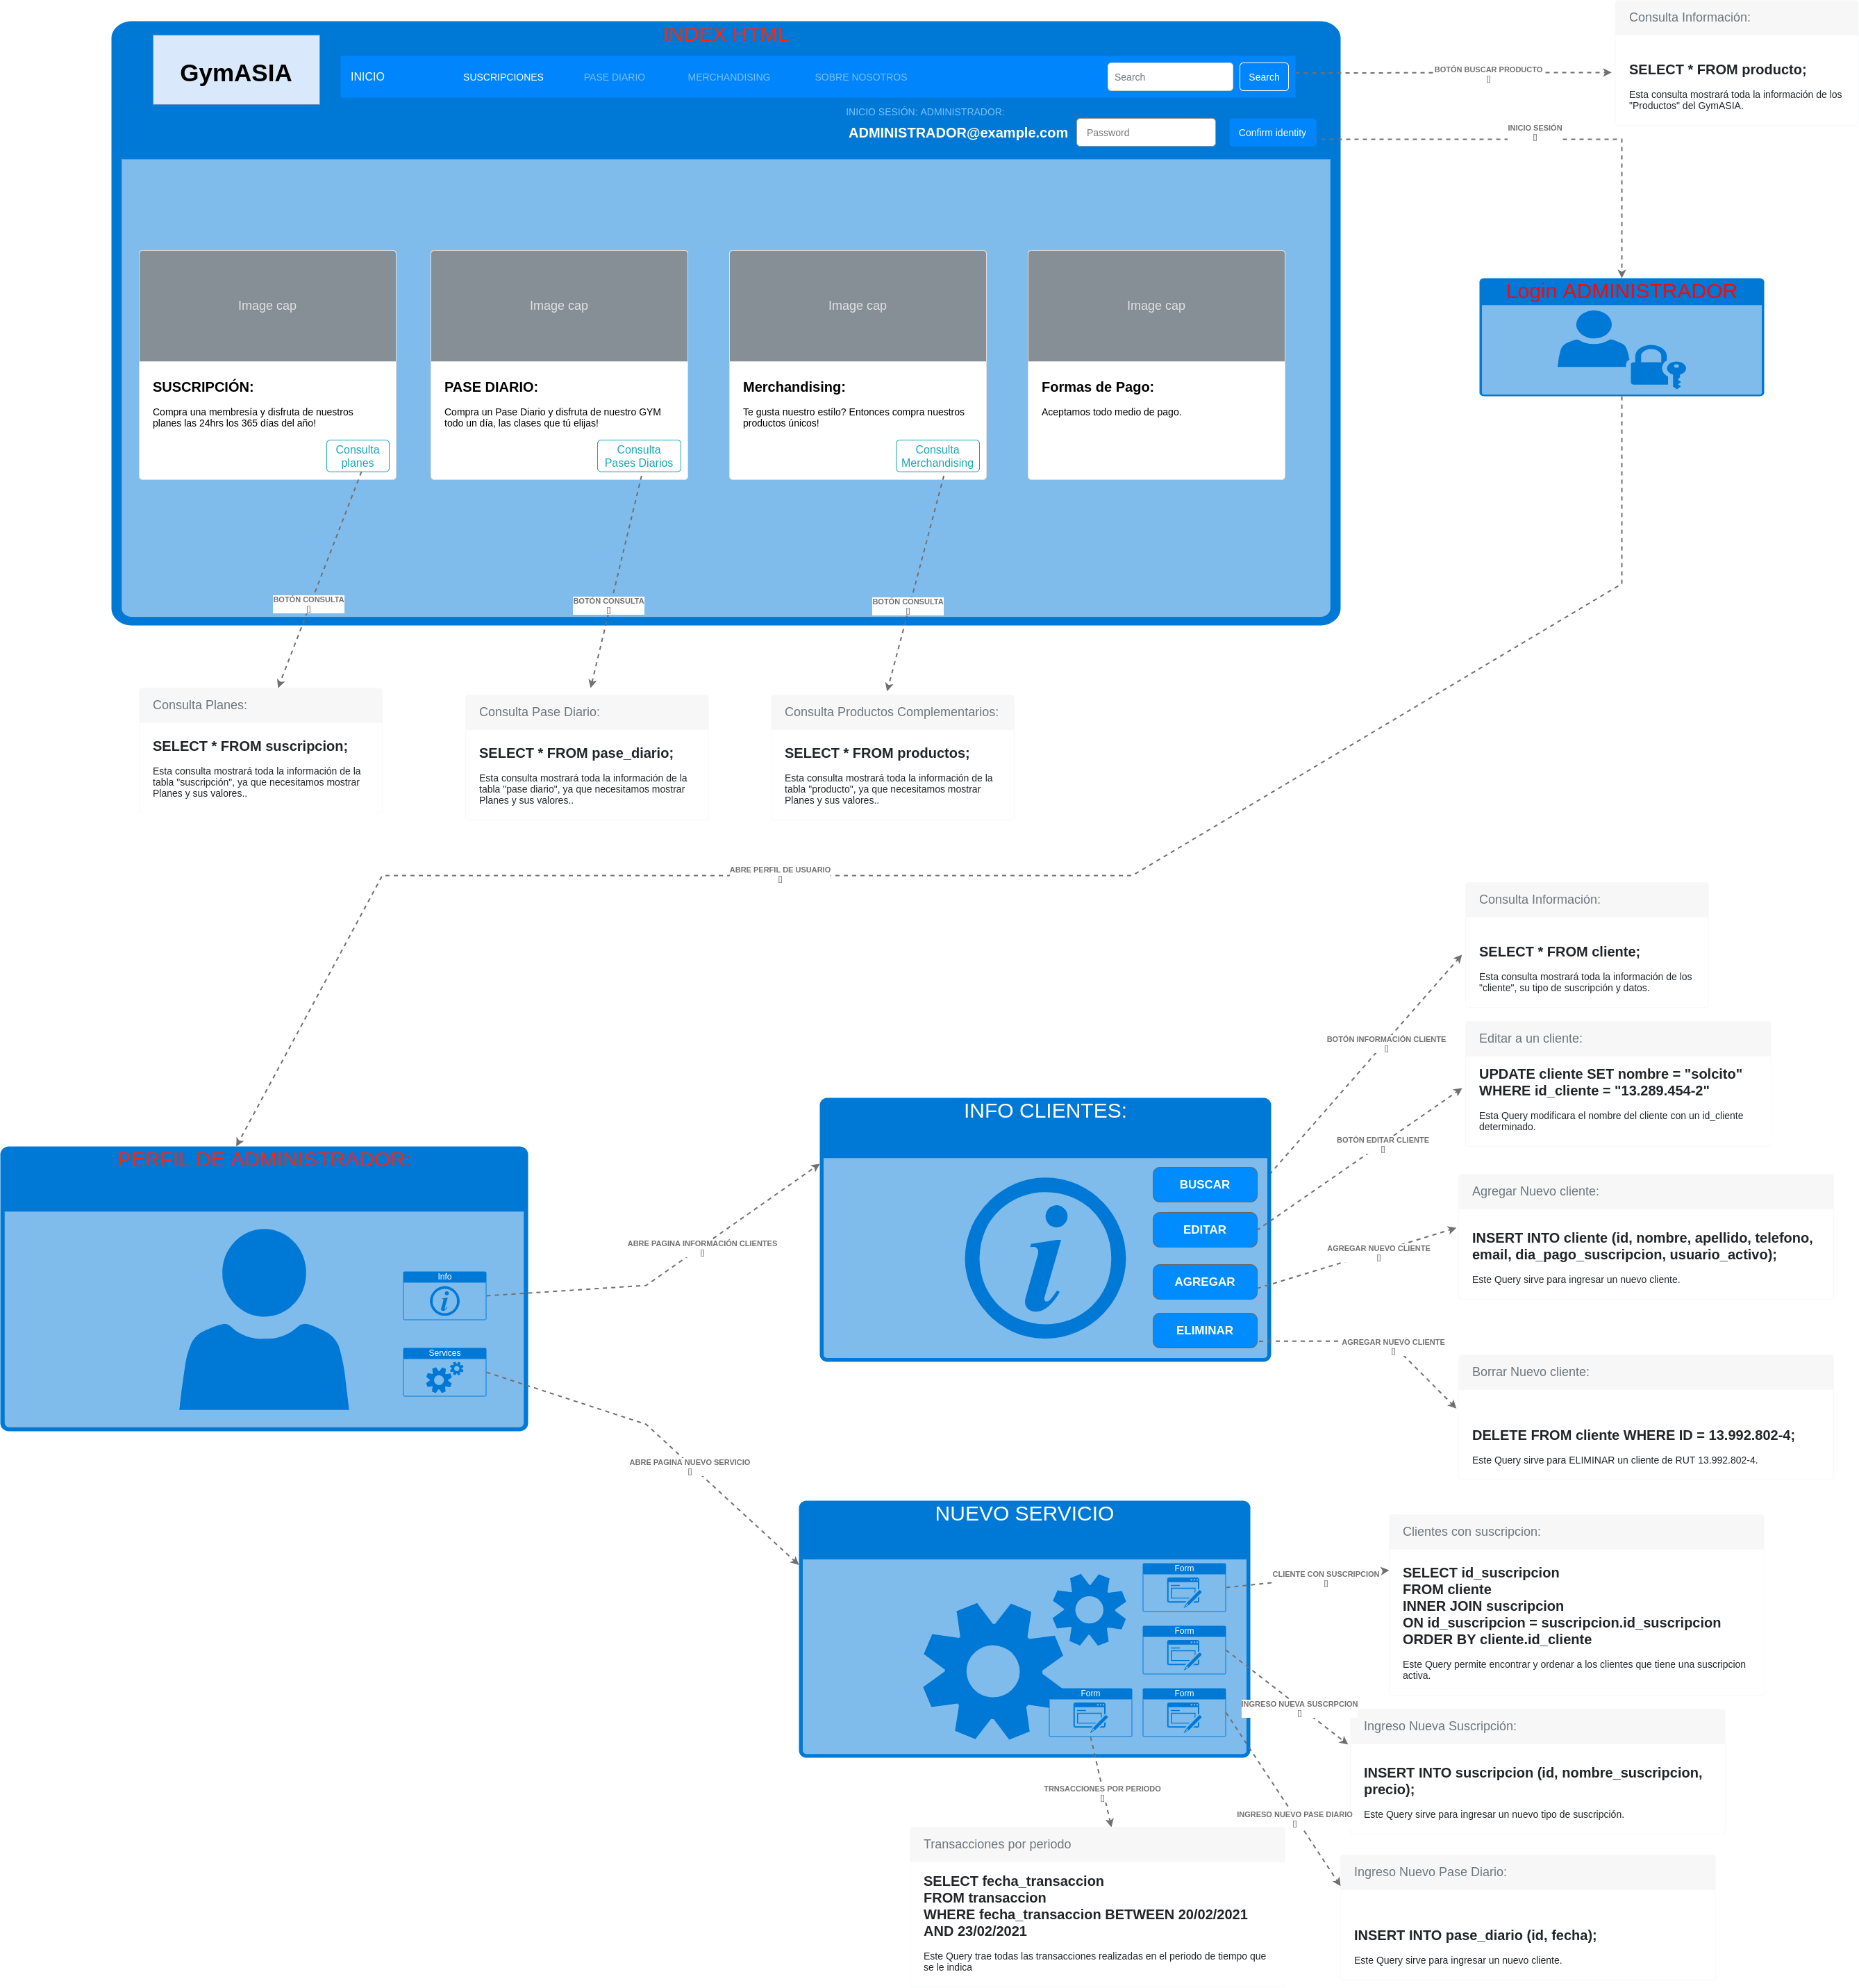 INDEX HTML
GymASIA
INICIO
SUSCRIPCIONES
PASE DIARIO
MERCHANDISING
SOBRE NOSOTROS
Search
Search
INICIO SESIÓN: ADMINISTRADOR:
ADMINISTRADOR@example.com
Password
Confirm identity
BOTÓN BUSCAR PRODUCTO
Consulta Información:
SELECT * FROM producto;
Esta consulta mostrará toda la información de los
"Productos" del GymASIA.
INICIO SESIÓN
Login ADMINISTRADOR
Image cap
SUSCRIPCIÓN:
Compra una membresía y disfruta de nuestros
planes las 24hrs los 365 días del año!
Consulta
planes
Image cap
PASE DIARIO:
Compra un Pase Diario y disfruta de nuestro GYM
todo un día, las clases que tú elijas!
Consulta
Pases Diarios
Image cap
Merchandising:
Te gusta nuestro estílo? Entonces compra nuestros
productos únicos!
Consulta
Merchandising
Image cap
Formas de Pago:
Aceptamos todo medio de pago.
BOTÓN CONSULTA
BOTÓN CONSULTA
BOTÓN CONSULTA
Consulta Planes:
SELECT * FROM suscripcion;
Esta consulta mostrará toda la información de la
tabla "suscripción", ya que necesitamos mostrar
Planes y sus valores..
Consulta Pase Diario:
SELECT * FROM pase_diario;
Esta consulta mostrará toda la información de la
tabla "pase diario", ya que necesitamos mostrar
Planes y sus valores..
Consulta Productos Complementarios:
SELECT * FROM productos;
Esta consulta mostrará toda la información de la
tabla "producto", ya que necesitamos mostrar
Planes y sus valores..
ABRE PERFIL DE USUARIO
PERFIL DE ADMINISTRADOR:
Info
Services
ABRE PAGINA INFORMACIÓN CLIENTES
ABRE PAGINA NUEVO SERVICIO
INFO CLIENTES:
BUSCAR
EDITAR
AGREGAR
ELIMINAR
BOTÓN INFORMACIÓN CLIENTE
Consulta Información:
SELECT * FROM cliente;
Esta consulta mostrará toda la información de los
"cliente", su tipo de suscripción y datos.
BOTÓN EDITAR CLIENTE
Editar a un cliente:
UPDATE cliente SET nombre = "solcito"
WHERE id_cliente = "13.289.454-2"
Esta Query modificara el nombre del cliente con un id_cliente
determinado.
AGREGAR NUEVO CLIENTE
Agregar Nuevo cliente:
INSERT INTO cliente (id, nombre, apellido, telefono,
email, dia_pago_suscripcion, usuario_activo);
Este Query sirve para ingresar un nuevo cliente.
AGREGAR NUEVO CLIENTE
Borrar Nuevo cliente:
DELETE FROM cliente WHERE ID = 13.992.802-4;
Este Query sirve para ELIMINAR un cliente de RUT 13.992.802-4.
NUEVO SERVICIO
Form
Form
Form
Form
CLIENTE CON SUSCRIPCION
Clientes con suscripcion:
SELECT id_suscripcion
FROM cliente
INNER JOIN suscripcion
ON id_suscripcion = suscripcion.id_suscripcion
ORDER BY cliente.id_cliente
Este Query permite encontrar y ordenar a los clientes que tiene una suscripcion
activa.
INGRESO NUEVA SUSCRPCION
Ingreso Nueva Suscripción:
INSERT INTO suscripcion (id, nombre_suscripcion,
precio);
Este Query sirve para ingresar un nuevo tipo de suscripción.
TRNSACCIONES POR PERIODO
Transacciones por periodo
SELECT fecha_transaccion
FROM transaccion
WHERE fecha_transaccion BETWEEN 20/02/2021
AND 23/02/2021
Este Query trae todas las transacciones realizadas en el periodo de tiempo que
se le indica
INGRESO NUEVO PASE DIARIO
Ingreso Nuevo Pase Diario:
INSERT INTO pase_diario (id, fecha);
Este Query sirve para ingresar un nuevo cliente.